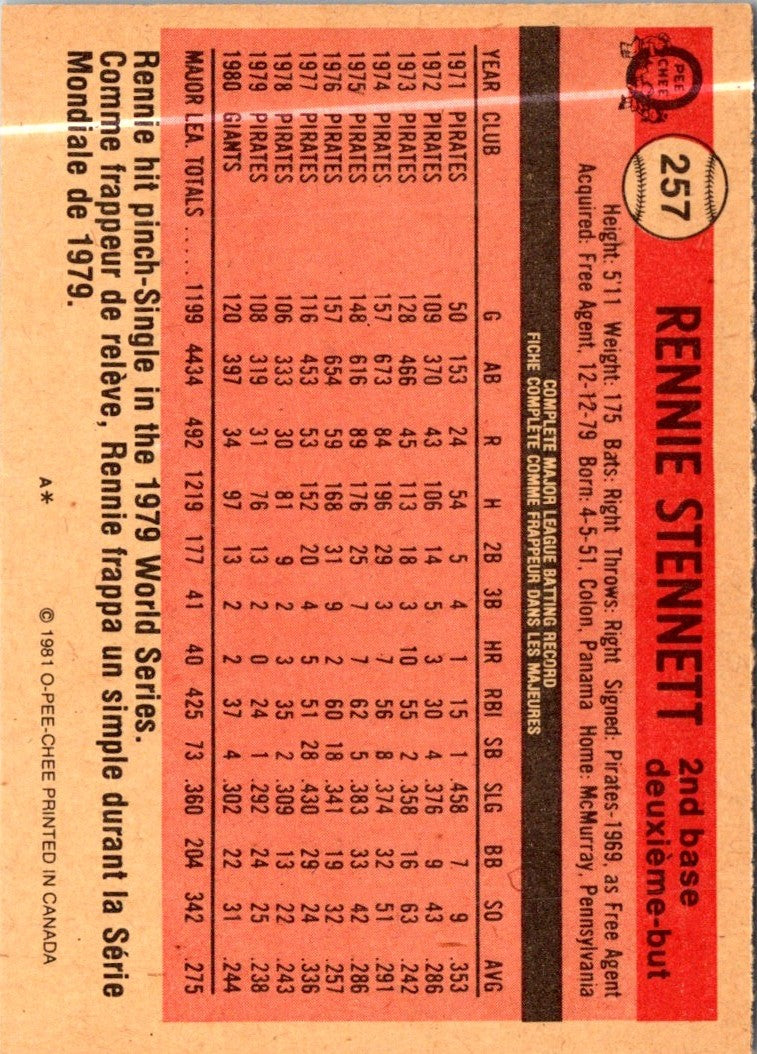 O PEE CHEE
257
RENNIE STENNETT
2nd base
deuxième-but
Height: 5'11 Weight: 175 Bats: Right Throws: Right Signed: Pirates-1969, as Free Agent
Acquired: Free Agent, 12-12-79 Born: 4-5-51, Colon, Panama Home: McMurray, Pennsylvania
COMPLETE MAJOR LEAGUE BATTING RECORD
FICHE COMPLÈTE COMME FRAPPEUR DANS LES MAJEURES
YEAR CLUB G AB R H 2B 3B HR RBI SB SLG BB SO AVG
1971 PIRATES 50 153 24 54 5 4 1 15 1 .458 7 9 .353
1972 PIRATES 109 370 43 106 14 5 3 30 4 .376 9 43 .286
1973 PIRATES 128 466 45 113 18 3 10 55 2 .358 16 63 .242
1974 PIRATES 157 673 84 196 29 3 7 56 8 .374 32 51 .291
1975 PIRATES 148 616 89 176 25 7 7 62 5 .383 33 42 .286
1976 PIRATES 157 654 59 168 31 9 2 60 18 .341 19 32 .257
1977 PIRATES 116 453 53 152 20 4 5 51 28 .430 29 24 .336
1978 PIRATES 106 333 30 81 9 2 3 35 2 .309 13 22 .243
1979 PIRATES 108 319 31 76 13 2 0 24 1 .292 24 25 .238
1980 GIANTS 120 397 34 97 13 2 2 37 4 .302 22 31 .244
MAJOR LEA. TOTALS ..... 1199 4434 492 1219 177 41 40 425 73 .360 204 342 .275
Rennie hit pinch-Single in the 1979 World Series.
Comme frappeur de relève, Rennie frappa un simple durant la Série
Mondiale de 1979.
A* © 1981 O-PEE-CHEE PRINTED IN CANADA